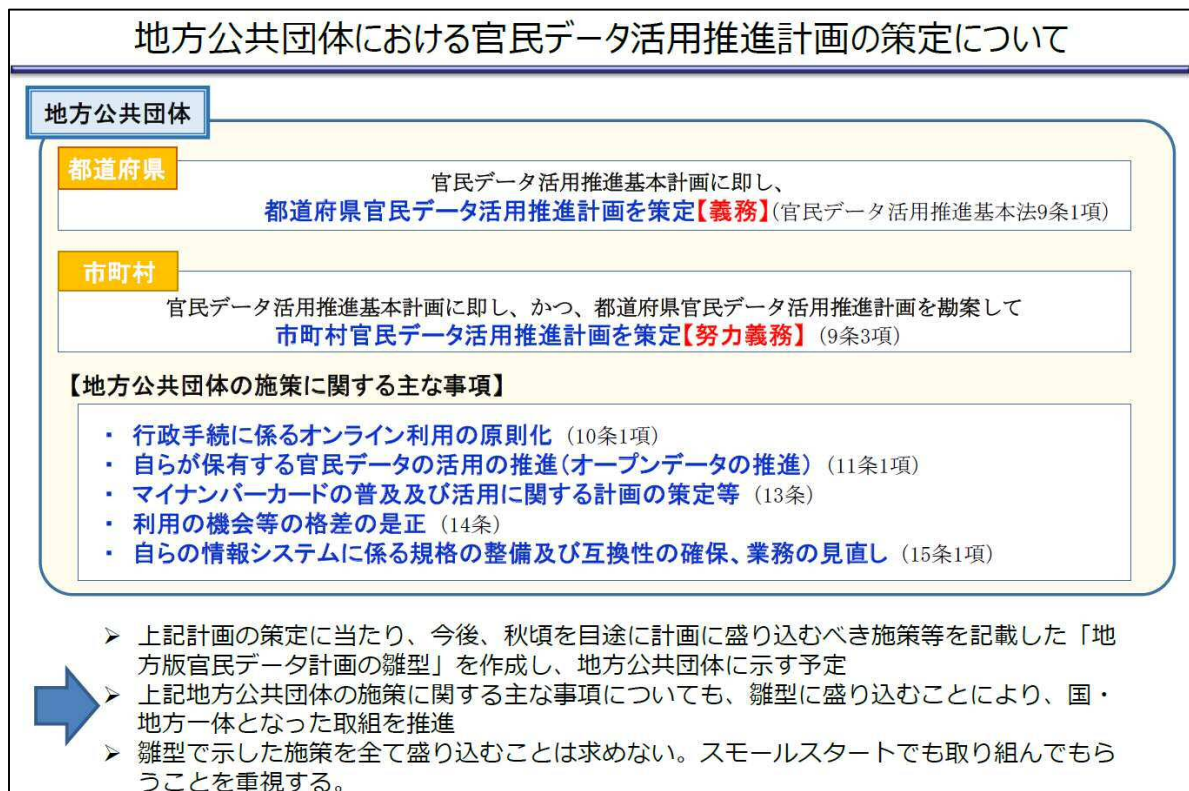 地方公共団体における官民データ活用推進計画の策定について
地方公共団体
都道府県
官民データ活用推進基本計画に即し、
都道府県官民データ活用推進計画を策定【義務】(官民データ活用推進基本法9条1項)
市町村
官民データ活用推進基本計画に即し、かつ、都道府県官民データ活用推進計画を勘案して
市町村官民データ活用推進計画を策定【努力義務】 (9条3項)
【地方公共団体の施策に関する主な事項】
・ 行政手続に係るオンライン利用の原則化 (10条1項)
・ 自らが保有する官民データの活用の推進(オープンデータの推進) (11条1項)
・ マイナンバーカードの普及及び活用に関する計画の策定等 (13条)
・ 利用の機会等の格差の是正 (14条)
・ 自らの情報システムに係る規格の整備及び互換性の確保、業務の見直し (15条1項)
➢ 上記計画の策定に当たり、今後、秋頃を目途に計画に盛り込むべき施策等を記載した「地
方版官民データ計画の雛型」を作成し、地方公共団体に示す予定
➢ 上記地方公共団体の施策に関する主な事項についても、雛型に盛り込むことにより、国・
地方一体となった取組を推進
➢ 雛型で示した施策を全て盛り込むことは求めない。スモールスタートでも取り組んでもら
うことを重視する。